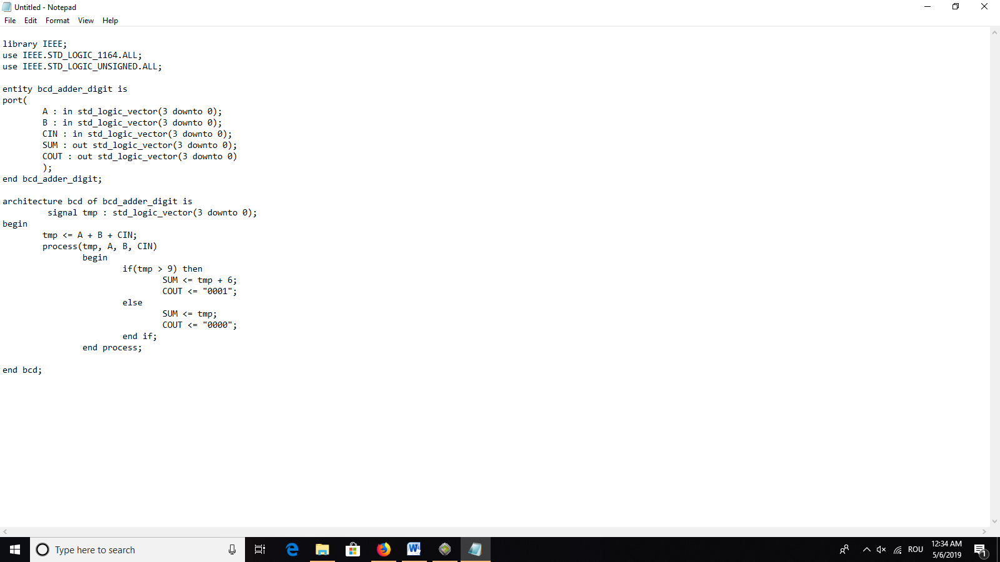 Untitled - Notepad
File Edit Format View Help
library IEEE;
use IEEE.STD_LOGIC_1164.ALL;
use IEEE.STD_LOGIC_UNSIGNED.ALL;
entity bcd_adder_digit is
port(
A : in std_logic_vector(3 downto 0);
B : in std_logic_vector(3 downto 0);
CIN : in std_logic_vector(3 downto 0);
SUM : out std_logic_vector(3 downto 0);
COUT : out std_logic_vector(3 downto 0)
);
end bcd_adder_digit;
architecture bcd of bcd_adder_digit is
signal tmp : std_logic_vector(3 downto 0);
begin
tmp <= A + B + CIN;
process(tmp, A, B, CIN)
begin
if(tmp > 9) then
SUM <= tmp + 6;
COUT <= "0001";
else
SUM <= tmp;
COUT <= "0000";
end if;
end process;
end bcd;
Type here to search
ROU
12:34 AM
5/6/2019
1